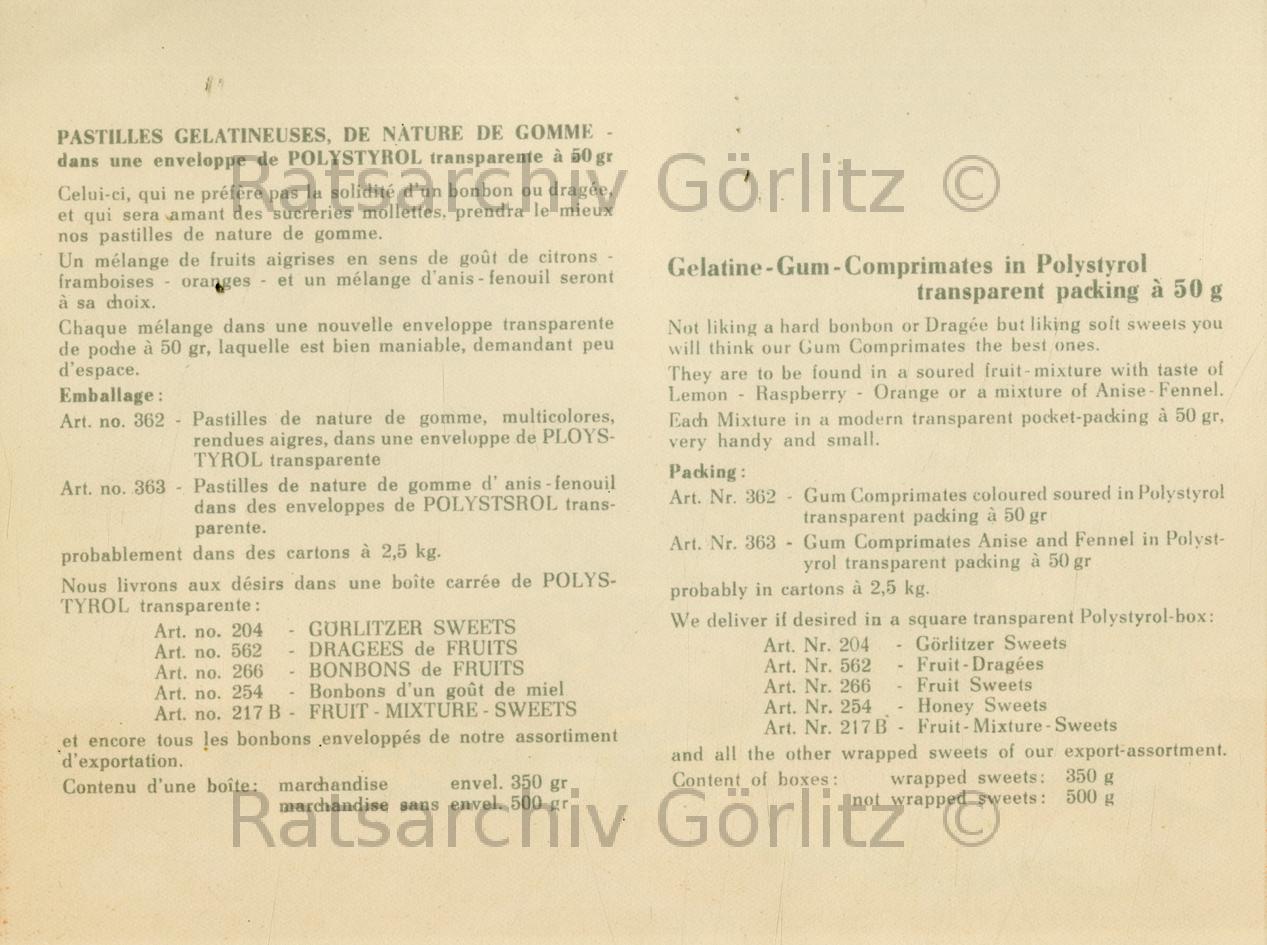 PASTILLES GELATINEUSES, DE NATURE DE GOMME -
dans une enveloppe de POLYSTYROL transparente à 50 gr
Celui-ci, qui ne préfère pas la solidité d'un bonbon ou dragée,
et qui sera amant des sucreries mollettes, prendra le mieux
nos pastilles de nature de gomme.
Un mélange de fruits aigrises en sens de goût de citrons -
framboises - oranges - et un mélange d'anis-fenouil seront
à sa choix.
Chaque mélange dans une nouvelle enveloppe transparente
de poche à 50 gr, laquelle est bien maniable, demandant peu
d'espace.
Emballage:
Art. no. 362 - Pastilles de nature de gomme, multicolores,
rendues aigres, dans une enveloppe de PLOYS-
TYROL transparente
Art. no. 363 - Pastilles de nature de gomme d' anis-fenouil
dans des enveloppes de POLYSTSROL trans-
parente.
probablement dans des cartons à 2,5 kg.
Nous livrons aux désirs dans une boîte carrée de POLYS-
TYROL transparente:
Art. no. 204 - GÖRLITZER SWEETS
Art. no. 562 - DRAGEES de FRUITS
Art. no. 266 - BONBONS de FRUITS
Art. no. 254 - Bonbons d'un goût de miel
Art. no. 217 B - FRUIT - MIXTURE - SWEETS
et encore tous les bonbons enveloppés de notre assortiment
d'exportation.
Contenu d'une boîte: marchandise envel. 350 gr
marchandise sans envel. 500 gr
Gelatine-Gum-Comprimates in Polystyrol
transparent packing à 50 g
Not liking a hard bonbon or Dragée but liking soft sweets you
will think our Gum Comprimates the best ones.
They are to be found in a soured fruit-mixture with taste of
Lemon - Raspberry - Orange or a mixture of Anise-Fennel.
Each Mixture in a modern transparent pocket-packing à 50 gr,
very handy and small.
Packing:
Art. Nr. 362 - Gum Comprimates coloured soured in Polystyrol
transparent packing à 50 gr
Art. Nr. 363 - Gum Comprimates Anise and Fennel in Polyst-
yrol transparent packing à 50 gr
probably in cartons à 2,5 kg.
We deliver if desired in a square transparent Polystyrol-box:
Art. Nr. 204 - Görlitzer Sweets
Art. Nr. 562 - Fruit-Dragées
Art. Nr. 266 - Fruit Sweets
Art. Nr. 254 - Honey Sweets
Art. Nr. 217 B - Fruit-Mixture-Sweets
and all the other wrapped sweets of our export-assortment.
Content of boxes: wrapped sweets: 350 g
not wrapped sweets: 500 g
Ratsarchiv Görlitz ©
Ratsarchiv Görlitz ©